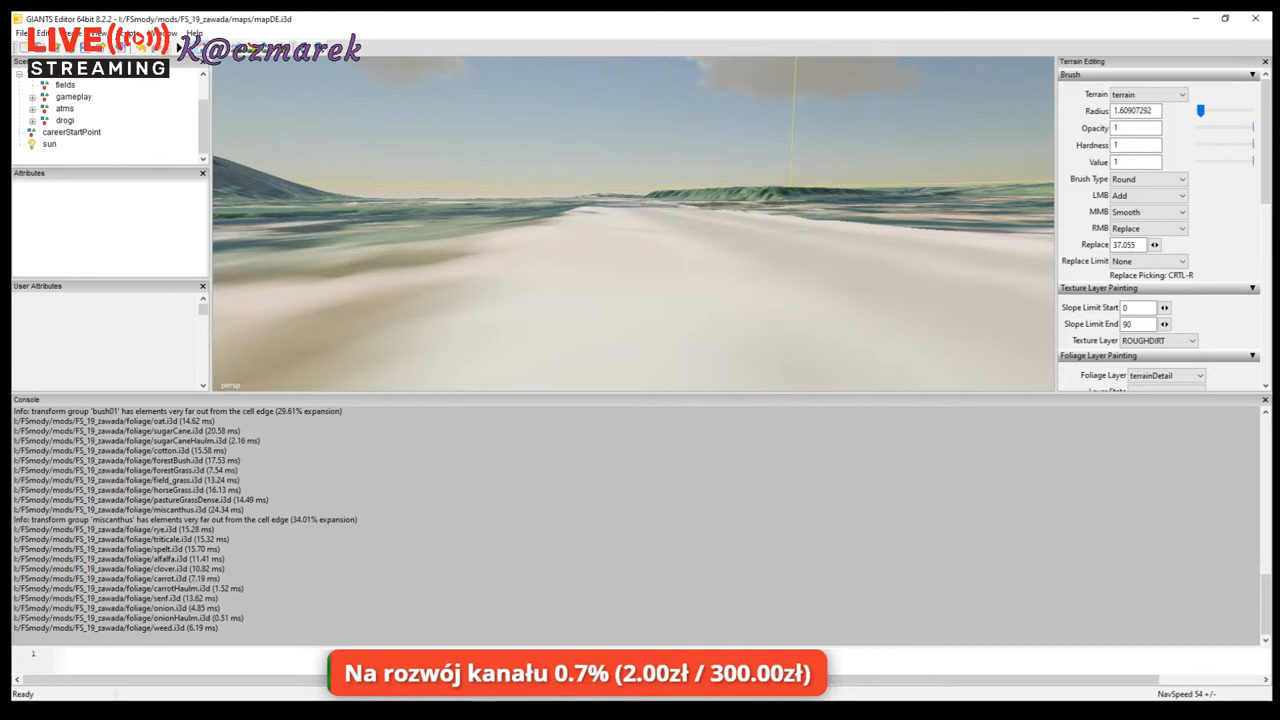 GIANTS Editor 64bit 8.2.2 - I:/FSmody/mods/FS_19_zawada/maps/mapDE.i3d
Help
LIVE
STREAMING
K@czmarek
fields
gameplay
atms
drogi
careerStartPoint
sun
Attributes
User Attributes
persp
Terrain Editing
Brush
Terrain terrain
Radius 1.60907292
Opacity 1
Hardness 1
Value 1
Brush Type Round
LMB Add
MMB Smooth
RMB Replace
Replace 37.055
Replace Limit None
Replace Picking: CRTL-R
Texture Layer Painting
Slope Limit Start 0
Slope Limit End 90
Texture Layer ROUGHDIRT
Foliage Layer Painting
Foliage Layer terrainDetail
Console
Info: transform group 'bush01' has elements very far out from the cell edge (29.61% expansion)
I:/FSmody/mods/FS_19_zawada/foliage/oat.i3d (14.62 ms)
I:/FSmody/mods/FS_19_zawada/foliage/sugarCane.i3d (20.58 ms)
I:/FSmody/mods/FS_19_zawada/foliage/sugarCaneHaulm.i3d (2.16 ms)
I:/FSmody/mods/FS_19_zawada/foliage/cotton.i3d (15.58 ms)
I:/FSmody/mods/FS_19_zawada/foliage/forestBush.i3d (17.53 ms)
I:/FSmody/mods/FS_19_zawada/foliage/forestGrass.i3d (7.54 ms)
I:/FSmody/mods/FS_19_zawada/foliage/field_grass.i3d (13.24 ms)
I:/FSmody/mods/FS_19_zawada/foliage/horseGrass.i3d (16.13 ms)
I:/FSmody/mods/FS_19_zawada/foliage/pastureGrassDense.i3d (14.49 ms)
I:/FSmody/mods/FS_19_zawada/foliage/miscanthus.i3d (24.34 ms)
Info: transform group 'miscanthus' has elements very far out from the cell edge (34.01% expansion)
I:/FSmody/mods/FS_19_zawada/foliage/rye.i3d (15.28 ms)
I:/FSmody/mods/FS_19_zawada/foliage/triticale.i3d (15.32 ms)
I:/FSmody/mods/FS_19_zawada/foliage/spelt.i3d (15.70 ms)
I:/FSmody/mods/FS_19_zawada/foliage/alfalfa.i3d (11.41 ms)
I:/FSmody/mods/FS_19_zawada/foliage/clover.i3d (10.82 ms)
I:/FSmody/mods/FS_19_zawada/foliage/carrot.i3d (7.19 ms)
I:/FSmody/mods/FS_19_zawada/foliage/carrotHaulm.i3d (1.52 ms)
I:/FSmody/mods/FS_19_zawada/foliage/senf.i3d (13.62 ms)
I:/FSmody/mods/FS_19_zawada/foliage/onion.i3d (4.85 ms)
I:/FSmody/mods/FS_19_zawada/foliage/onionHaulm.i3d (0.51 ms)
I:/FSmody/mods/FS_19_zawada/foliage/weed.i3d (6.19 ms)
1
Na rozwój kanału 0.7% (2.00zł / 300.00zł)
Ready
NavSpeed 54 +/-